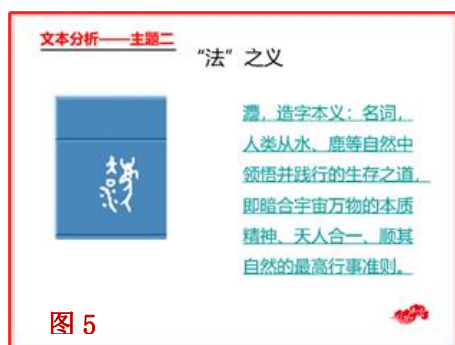 文本分析——主题二
“法”之义
灋，造字本义：名词，
人类从水、鹿等自然中
领悟并践行的生存之道，
即暗合宇宙万物的本质
精神、天人合一、顺其
自然的最高行事准则。
图 5